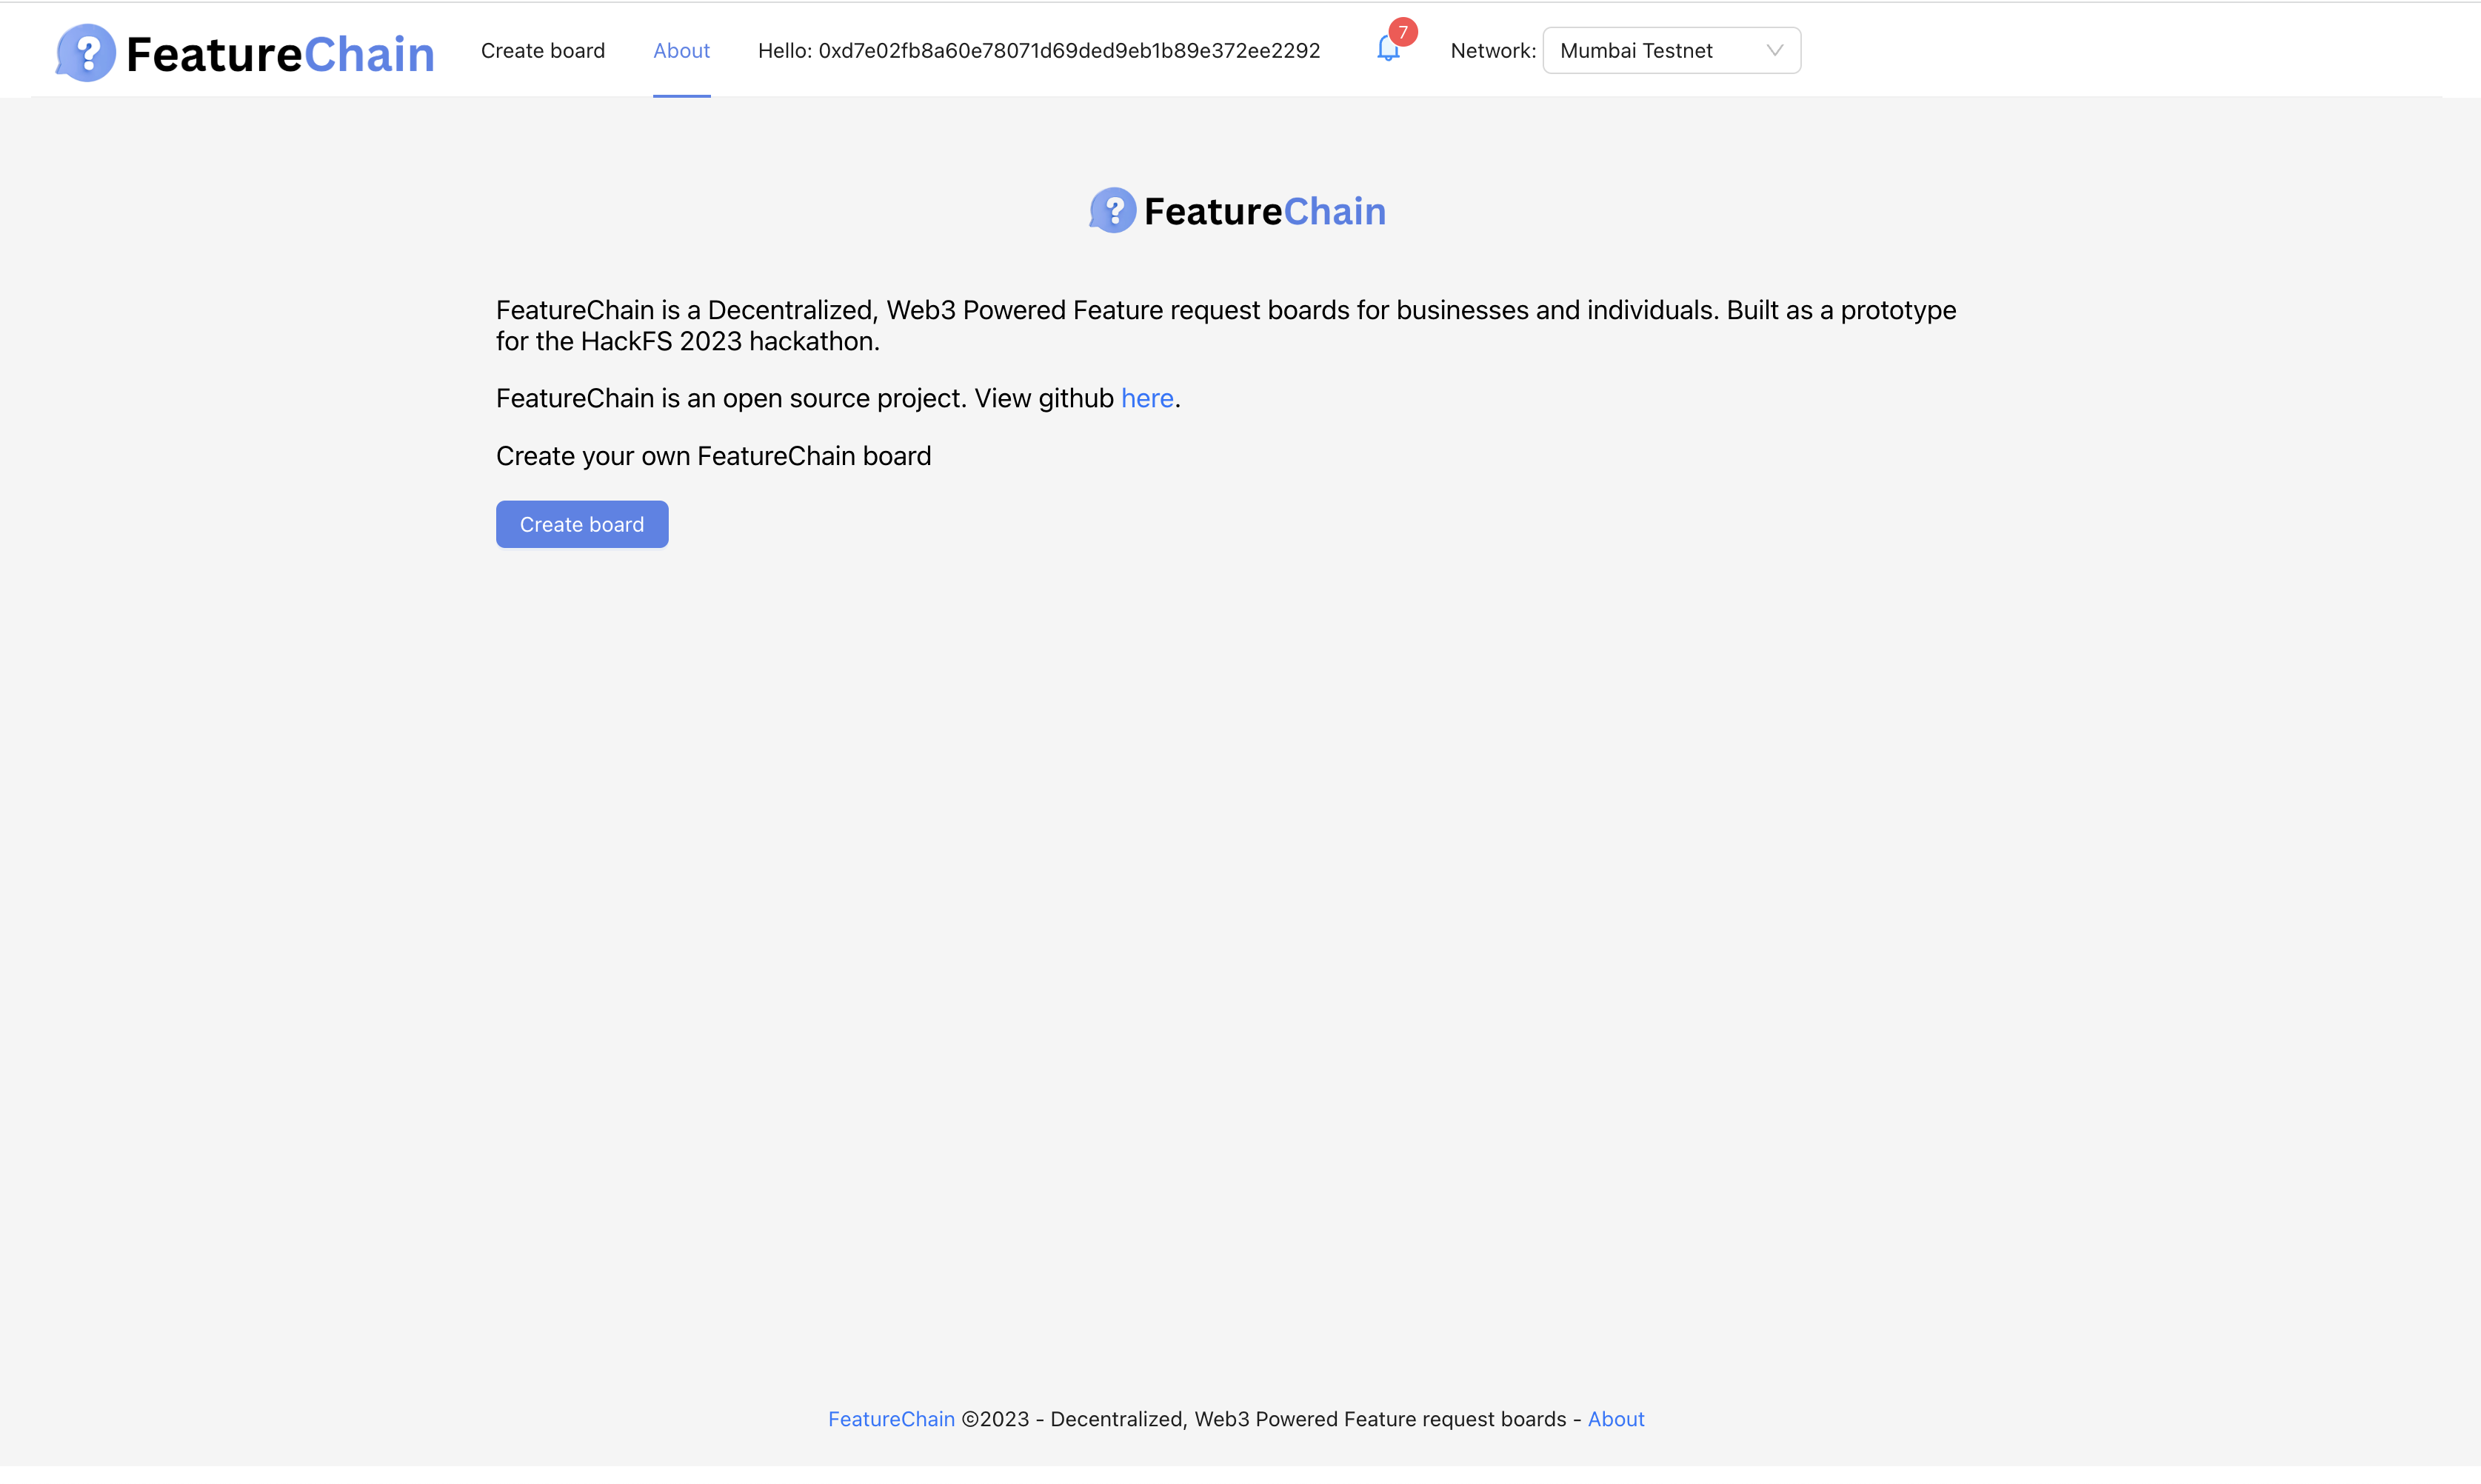 ? FeatureChain Create board About Hello: 0xd7e02fb8a60e78071d69ded9eb1b89e372ee2292 7 Network: Mumbai Testnet
? FeatureChain
FeatureChain is a Decentralized, Web3 Powered Feature request boards for businesses and individuals. Built as a prototype
for the HackFS 2023 hackathon.
FeatureChain is an open source project. View github here.
Create your own FeatureChain board
Create board
FeatureChain ©2023 - Decentralized, Web3 Powered Feature request boards - About